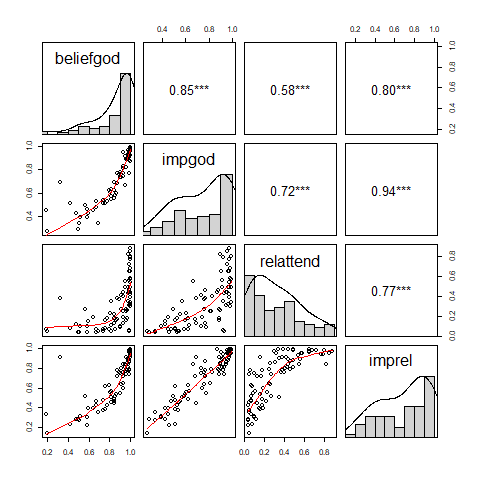 0.2 0.4 0.6 0.8 1.0 0.2 0.4 0.6 0.8 1.0
beliefgod 0.85*** 0.58*** 0.80*** 0.2 0.4 0.6 0.8 1.0
0.4 0.6 0.8 1.0 impgod 0.72*** 0.94***
relattend 0.77*** 0.0 0.2 0.4 0.6 0.8
0.2 0.4 0.6 0.8 1.0 imprel
0.2 0.4 0.6 0.8 1.0 0.0 0.2 0.4 0.6 0.8